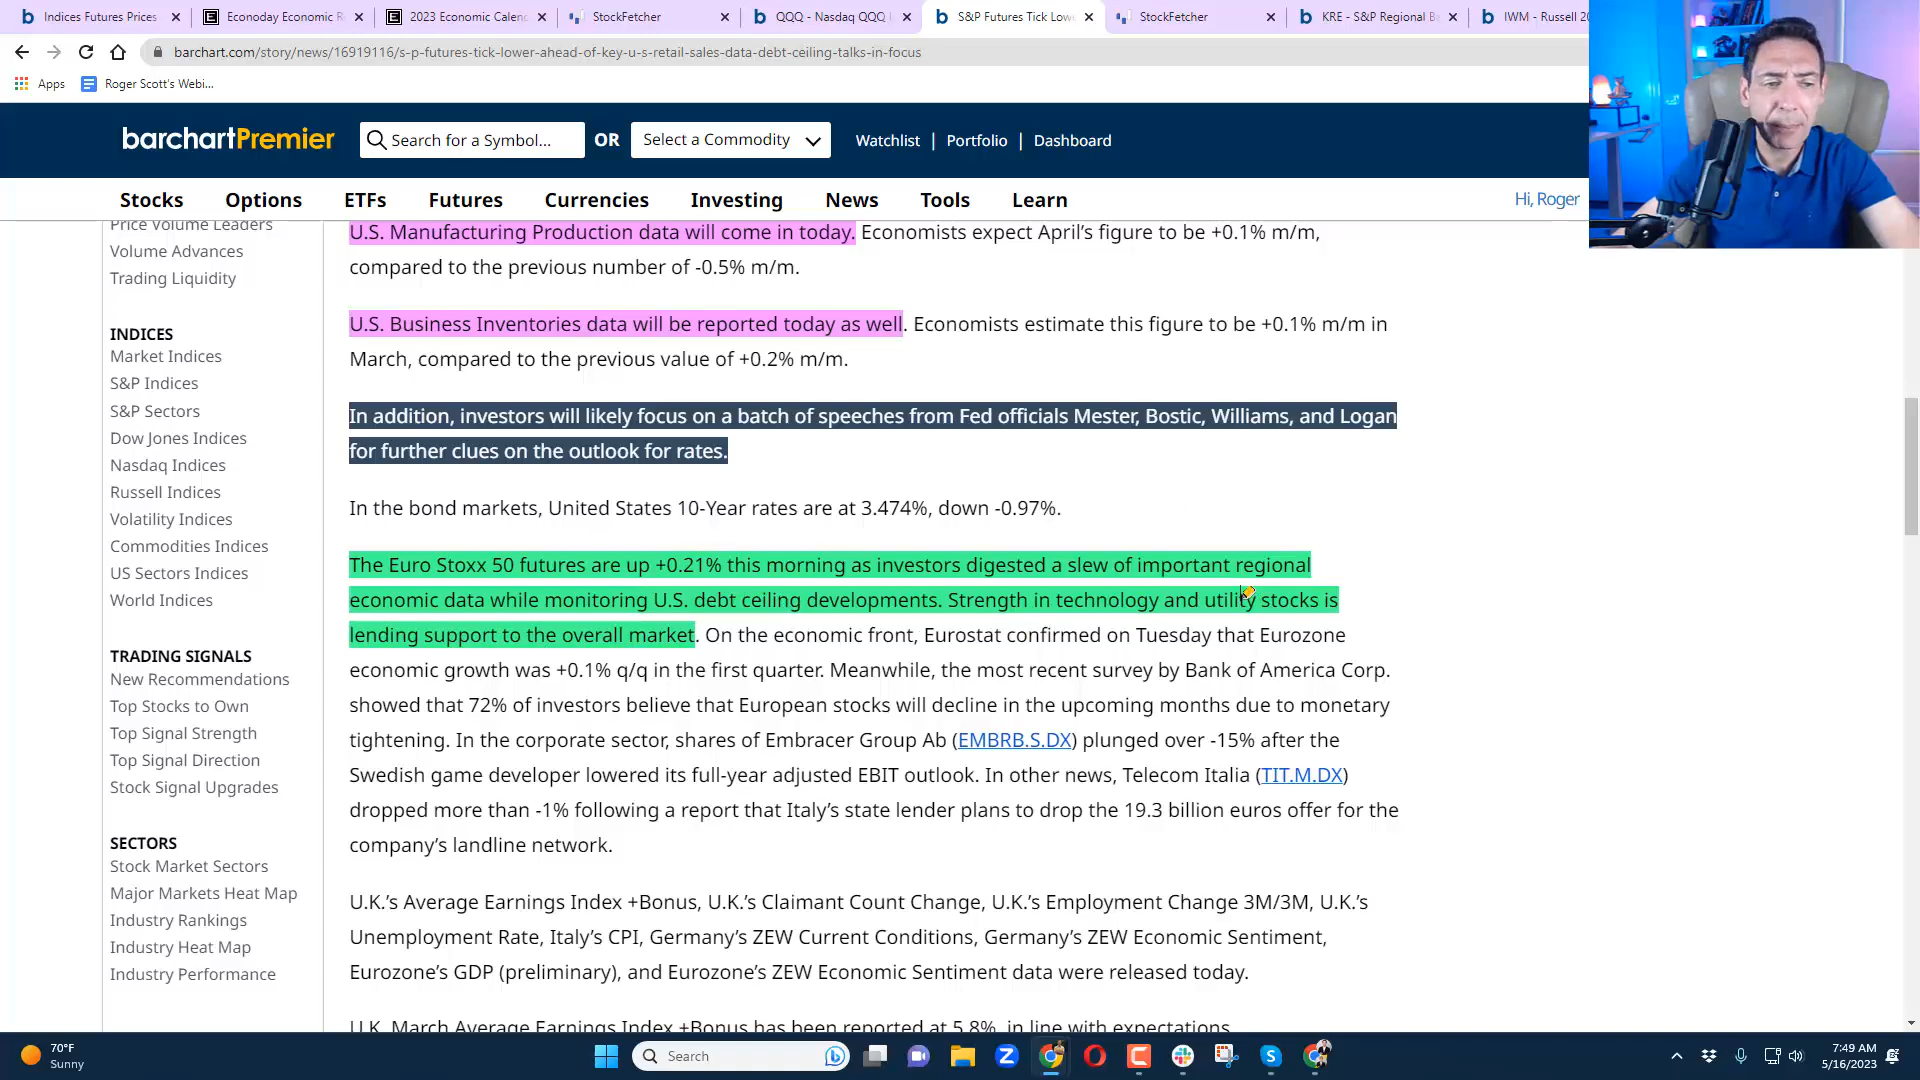 Indices Futures Prices
Econoday Economic R
2023 Economic Calend
StockFetcher
QQQ - Nasdaq QQQ
S&P Futures Tick Low
StockFetcher
KRE - S&P Regional B
IWM - Russell 20
barchart.com/story/news/16919116/s-p-futures-tick-lower-ahead-of-key-u-s-retail-sales-data-debt-ceiling-talks-in-focus
Apps
Roger Scott's Webi...
barchartPremier
Search for a Symbol...
OR
Select a Commodity
Watchlist | Portfolio | Dashboard
Stocks
Options
ETFs
Futures
Currencies
Investing
News
Tools
Learn
Hi, Roger
Price Volume Leaders
Volume Advances
Trading Liquidity
INDICES
Market Indices
S&P Indices
S&P Sectors
Dow Jones Indices
Nasdaq Indices
Russell Indices
Volatility Indices
Commodities Indices
US Sectors Indices
World Indices
TRADING SIGNALS
New Recommendations
Top Stocks to Own
Top Signal Strength
Top Signal Direction
Stock Signal Upgrades
SECTORS
Stock Market Sectors
Major Markets Heat Map
Industry Rankings
Industry Heat Map
Industry Performance
U.S. Manufacturing Production data will come in today. Economists expect April's figure to be +0.1% m/m,
compared to the previous number of -0.5% m/m.
U.S. Business Inventories data will be reported today as well. Economists estimate this figure to be +0.1% m/m in
March, compared to the previous value of +0.2% m/m.
In addition, investors will likely focus on a batch of speeches from Fed officials Mester, Bostic, Williams, and Logan
for further clues on the outlook for rates.
In the bond markets, United States 10-Year rates are at 3.474%, down -0.97%.
The Euro Stoxx 50 futures are up +0.21% this morning as investors digested a slew of important regional
economic data while monitoring U.S. debt ceiling developments. Strength in technology and utility stocks is
lending support to the overall market. On the economic front, Eurostat confirmed on Tuesday that Eurozone
economic growth was +0.1% q/q in the first quarter. Meanwhile, the most recent survey by Bank of America Corp.
showed that 72% of investors believe that European stocks will decline in the upcoming months due to monetary
tightening. In the corporate sector, shares of Embracer Group Ab (EMBRB.S.DX) plunged over -15% after the
Swedish game developer lowered its full-year adjusted EBIT outlook. In other news, Telecom Italia (TIT.M.DX)
dropped more than -1% following a report that Italy's state lender plans to drop the 19.3 billion euros offer for the
company's landline network.
U.K.'s Average Earnings Index +Bonus, U.K.'s Claimant Count Change, U.K.'s Employment Change 3M/3M, U.K.'s
Unemployment Rate, Italy's CPI, Germany's ZEW Current Conditions, Germany's ZEW Economic Sentiment,
Eurozone's GDP (preliminary), and Eurozone's ZEW Economic Sentiment data were released today.
U.K. March Average Earnings Index +Bonus has been reported at 5.8%, in line with expectations.
70°F
Sunny
Search
7:49 AM
5/16/2023